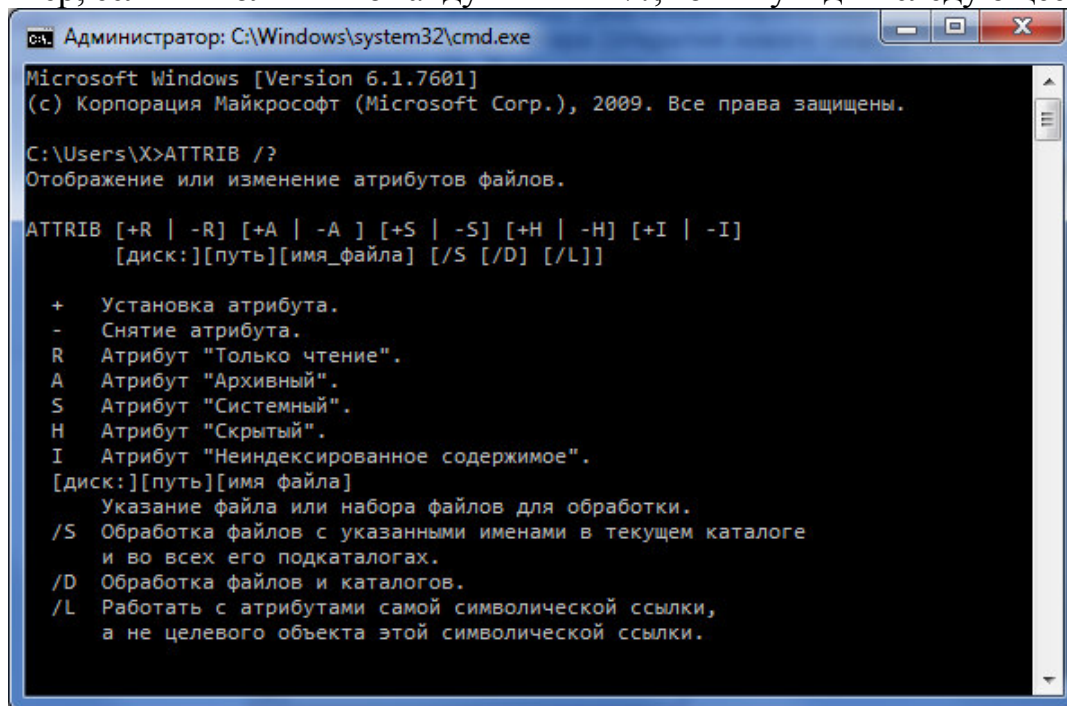 Администратор: C:\Windows\system32\cmd.exe
Microsoft Windows [Version 6.1.7601]
(c) Корпорация Майкрософт (Microsoft Corp.), 2009. Все права защищены.
C:\Users\X>ATTRIB /?
Отображение или изменение атрибутов файлов.
ATTRIB [+R | -R] [+A | -A ] [+S | -S] [+H | -H] [+I | -I]
[диск:][путь][имя_файла] [/S [/D] [/L]]
+ Установка атрибута.
- Снятие атрибута.
R Атрибут "Только чтение".
A Атрибут "Архивный".
S Атрибут "Системный".
H Атрибут "Скрытый".
I Атрибут "Неиндексированное содержимое".
[диск:][путь][имя файла]
Указание файла или набора файлов для обработки.
/S Обработка файлов с указанными именами в текущем каталоге
и во всех его подкаталогах.
/D Обработка файлов и каталогов.
/L Работать с атрибутами самой символической ссылки,
а не целевого объекта этой символической ссылки.